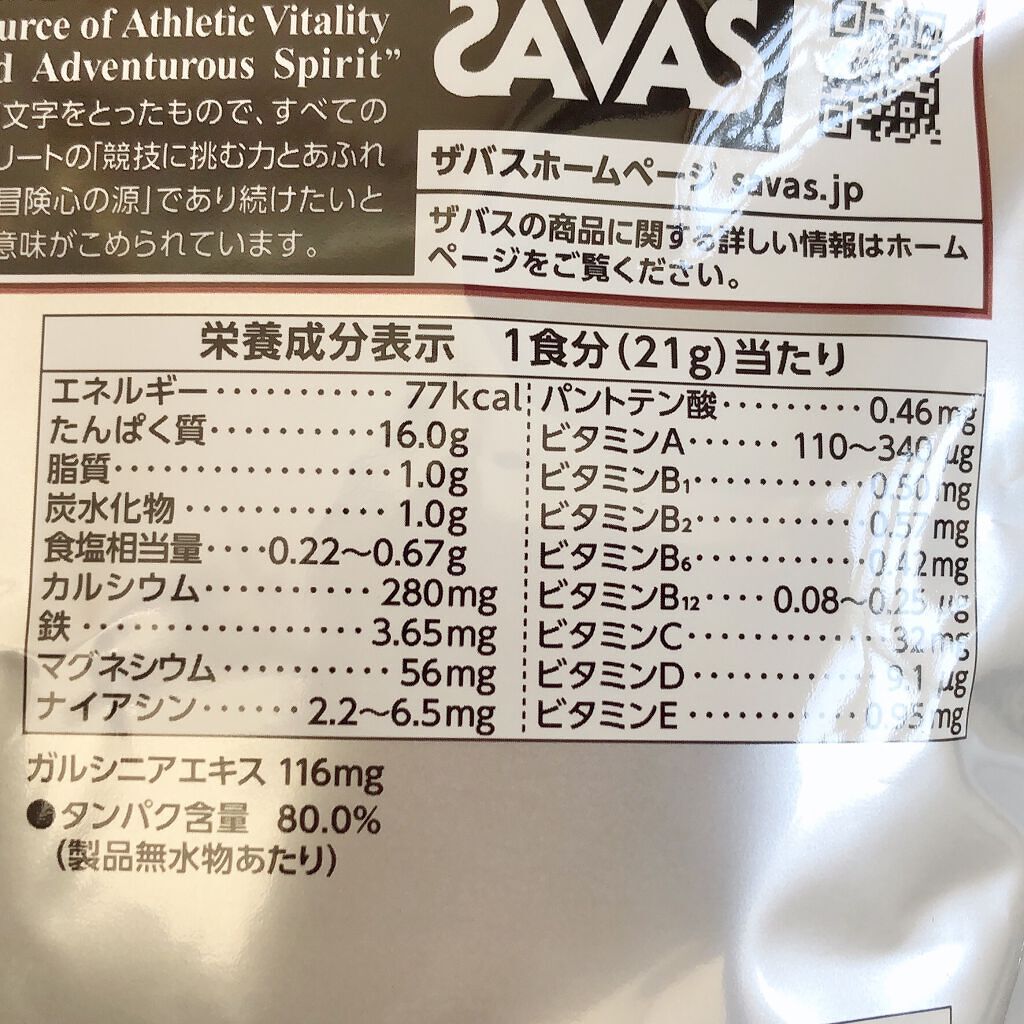 urce of Athletic Vitality
d Adventurous Spirit”
文字をとったもので、すべての
リートの「競技に挑む力とあふれ
冒険心の源」であり続けたいと
意味がこめられています。
SAVAS
ザバスホームページ savas.jp
ザバスの商品に関する詳しい情報はホーム
ページをご覧ください。
栄養成分表示 1食分(21g)当たり
エネルギー・・・・・・・・・・・・77kcal
たんぱく質・・・・・・・・・・16.0g
脂質・・・・・・・・・・・・・・・・1.0g
炭水化物・・・・・・・・・・・・1.0g
食塩相当量・・・・0.22～0.67g
カルシウム・・・・・・・・・・280mg
鉄・・・・・・・・・・・・・・・・・3.65mg
マグネシウム・・・・・・・・・・56mg
ナイアシン・・・・・・2.2～6.5mg
パントテン酸・・・・・・・・・0.46mg
ビタミンA・・・・・・110～340μg
ビタミンB₁・・・・・・・・・・・0.50mg
ビタミンB₂・・・・・・・・・・・0.57mg
ビタミンB₆・・・・・・・・・・・0.42mg
ビタミンB₁₂・・・・0.08～0.25μg
ビタミンC・・・・・・・・・・・・・32mg
ビタミンD・・・・・・・・・・・・9.1μg
ビタミンE・・・・・・・・・・・0.95mg
ガルシニアエキス 116mg
●タンパク含量 80.0%
(製品無水物あたり)